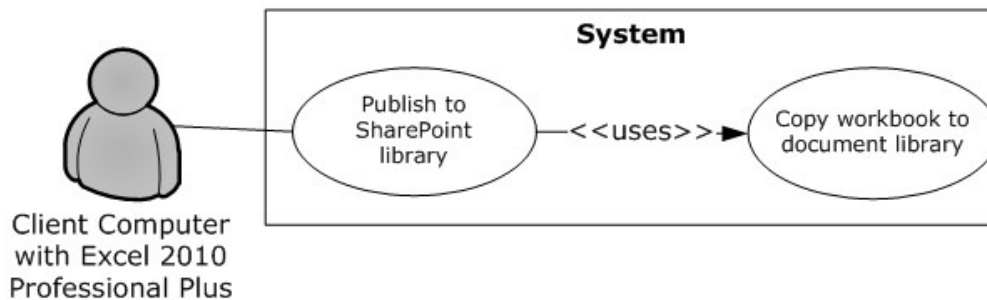 System
Publish to
SharePoint
library
<<uses>>
Copy workbook to
document library
Client Computer
with Excel 2010
Professional Plus